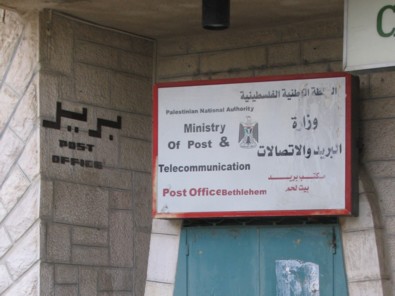 بريد
POST
OFFICE
السلطة الوطنية الفلسطينية
Palestinian National Authority
وزارة
البريد والاتصالات
Ministry
Of Post &
Telecommunication
مكتب بريد
بيت لحم
Post Office Bethlehem
C